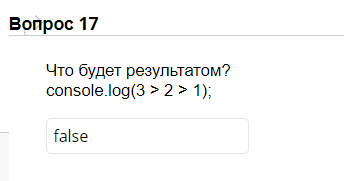 Вопрос 17
Что будет результатом?
console.log(3 > 2 > 1);
false